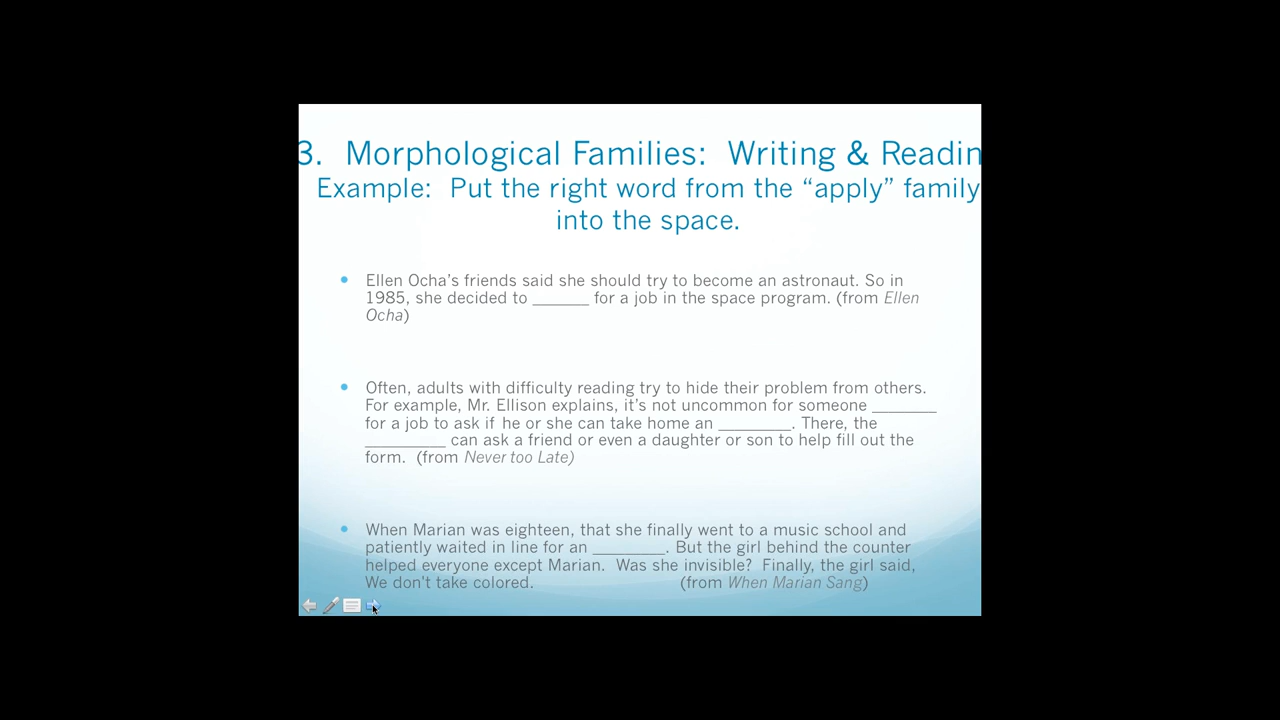 3. Morphological Families: Writing & Readin
Example: Put the right word from the “apply” family
into the space.
• Ellen Ocha’s friends said she should try to become an astronaut. So in
1985, she decided to _______ for a job in the space program. (from Ellen
Ocha)
• Often, adults with difficulty reading try to hide their problem from others.
For example, Mr. Ellison explains, it’s not uncommon for someone ________
for a job to ask if he or she can take home an _________. There, the
__________ can ask a friend or even a daughter or son to help fill out the
form. (from Never too Late)
• When Marian was eighteen, that she finally went to a music school and
patiently waited in line for an _________. But the girl behind the counter
helped everyone except Marian. Was she invisible? Finally, the girl said,
We don't take colored. (from When Marian Sang)